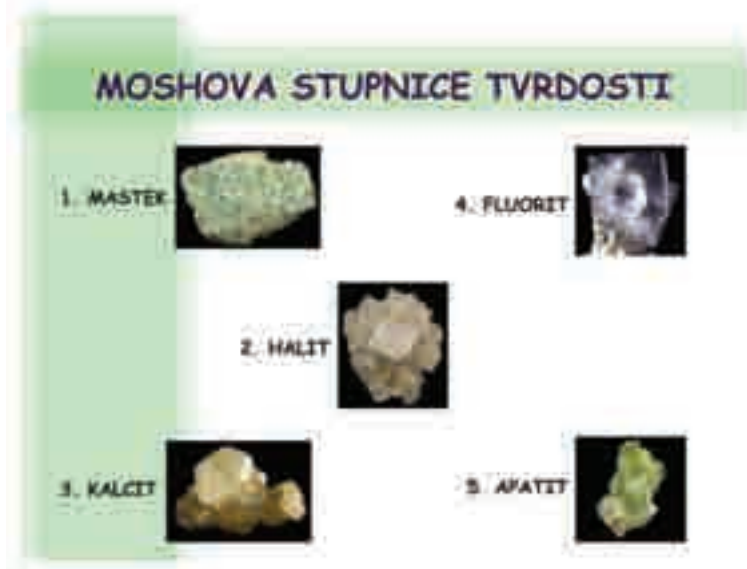 MOSHOVA STUPNICE TVRDOSTI
1. MASTEK
4. FLUORIT
2. HALIT
3. KALCIT
5. APATIT